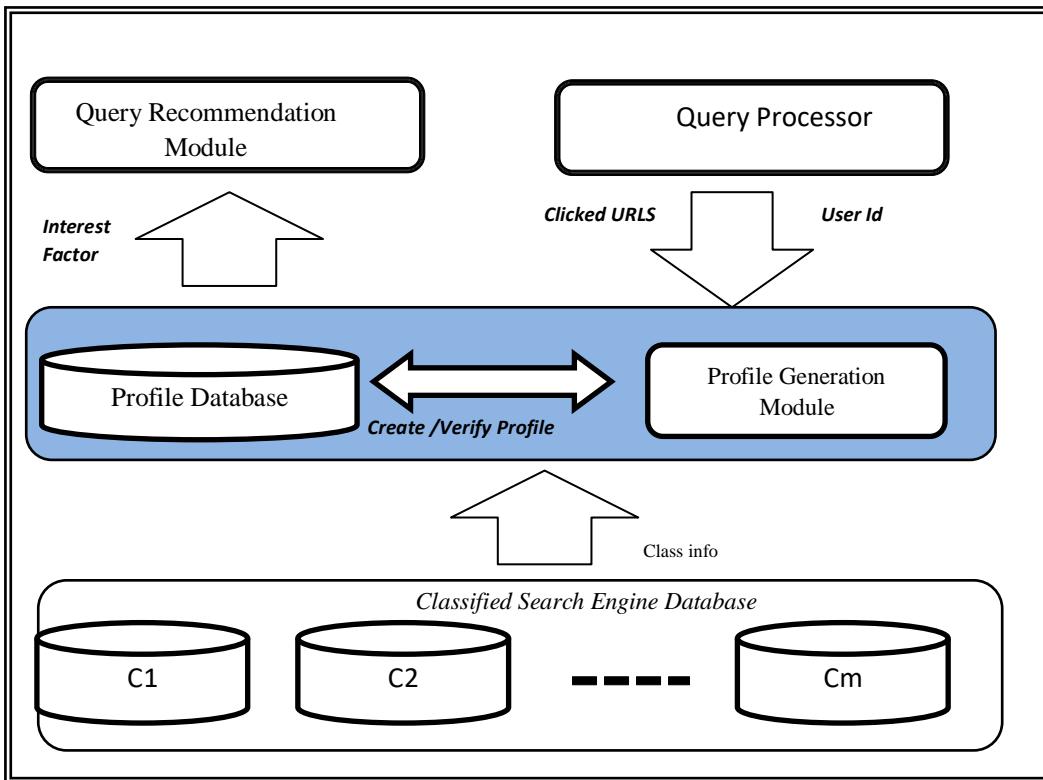 Query Recommendation
Module
Query Processor
Interest
Factor
Clicked URLS
User Id
Profile Database
Create /Verify Profile
Profile Generation
Module
Class info
Classified Search Engine Database
C1
C2
Cm